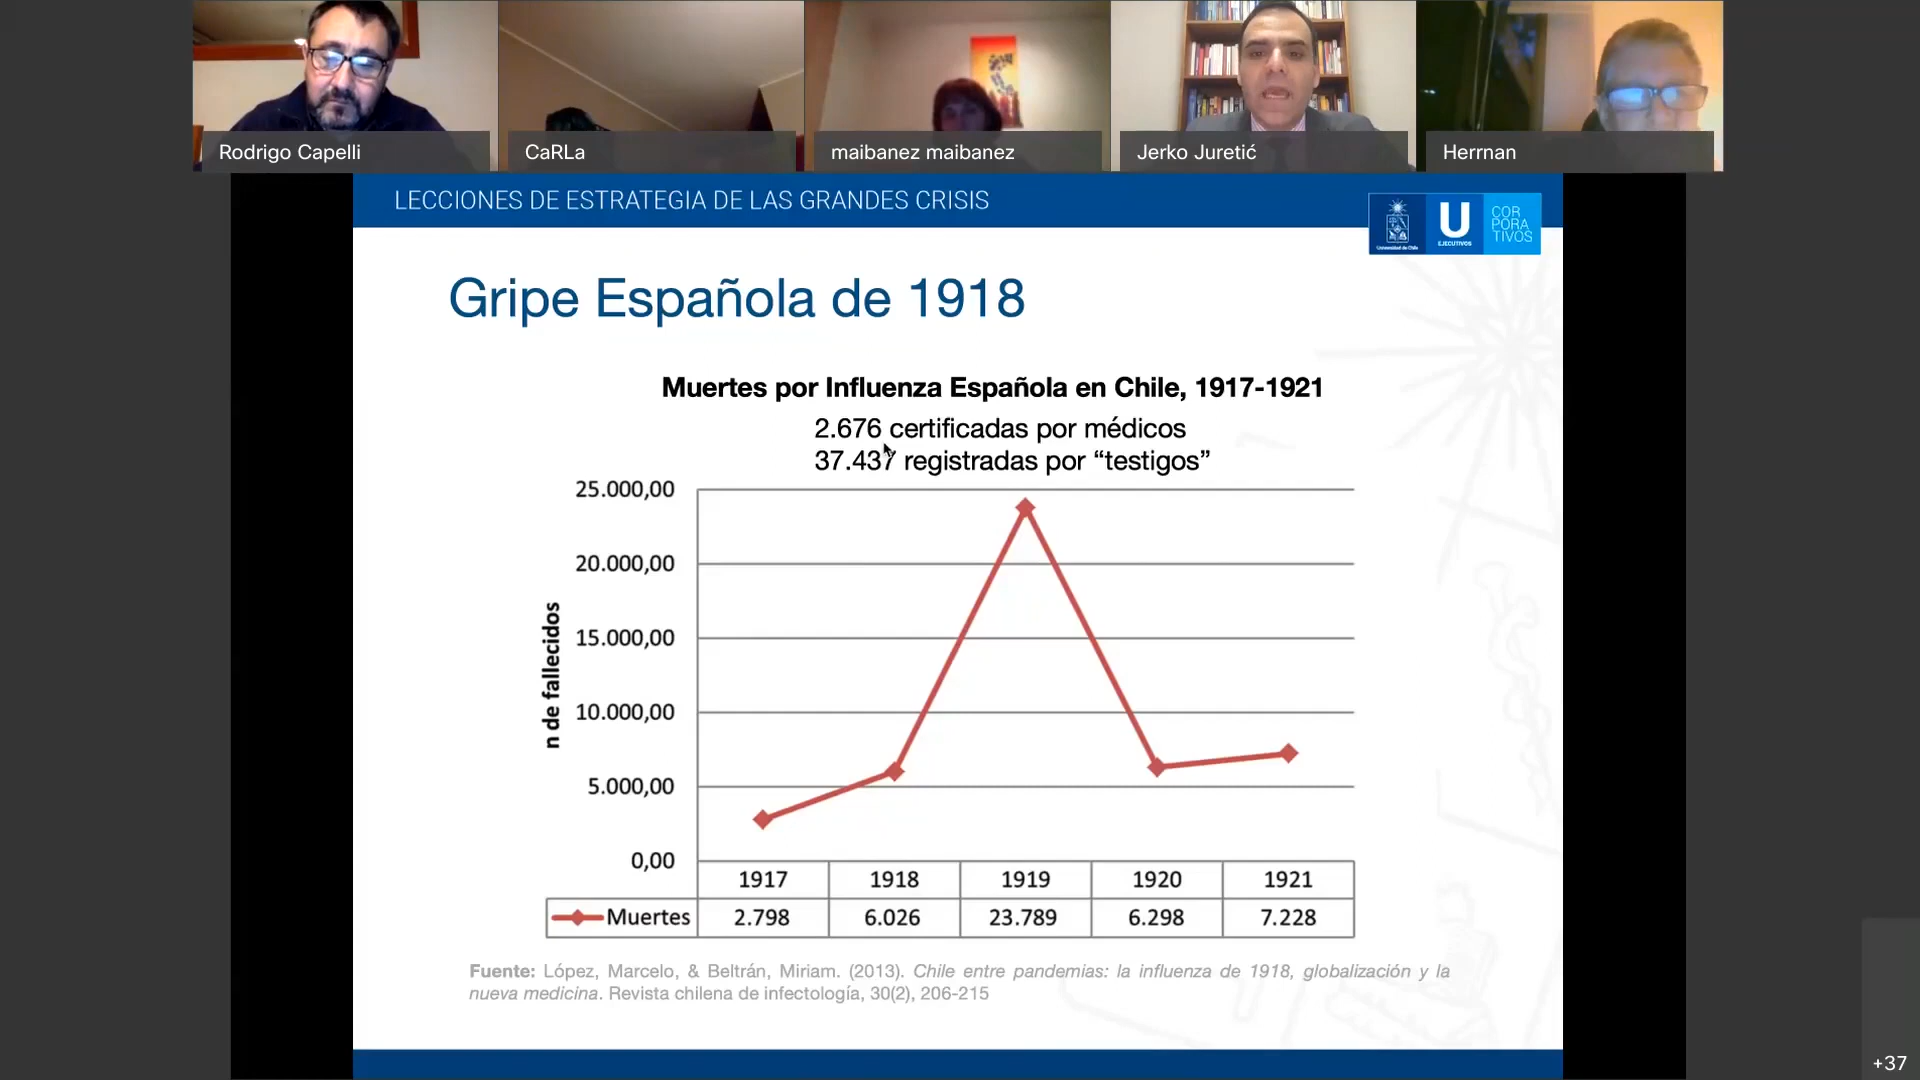 Rodrigo Capelli
CaRLa
maibanez maibanez
Jerko Juretić
Herrnan
LECCIONES DE ESTRATEGIA DE LAS GRANDES CRISIS
Universidad de Chile
U
EJECUTIVOS
COR
PORA
TIVOS
Gripe Española de 1918
Muertes por Influenza Española en Chile, 1917-1921
2.676 certificadas por médicos
37.437 registradas por “testigos”
n de fallecidos
25.000,00
20.000,00
15.000,00
10.000,00
5.000,00
0,00
1917 1918 1919 1920 1921
Muertes 2.798 6.026 23.789 6.298 7.228
Fuente: López, Marcelo, & Beltrán, Miriam. (2013). Chile entre pandemias: la influenza de 1918, globalización y la
nueva medicina. Revista chilena de infectología, 30(2), 206-215
+37